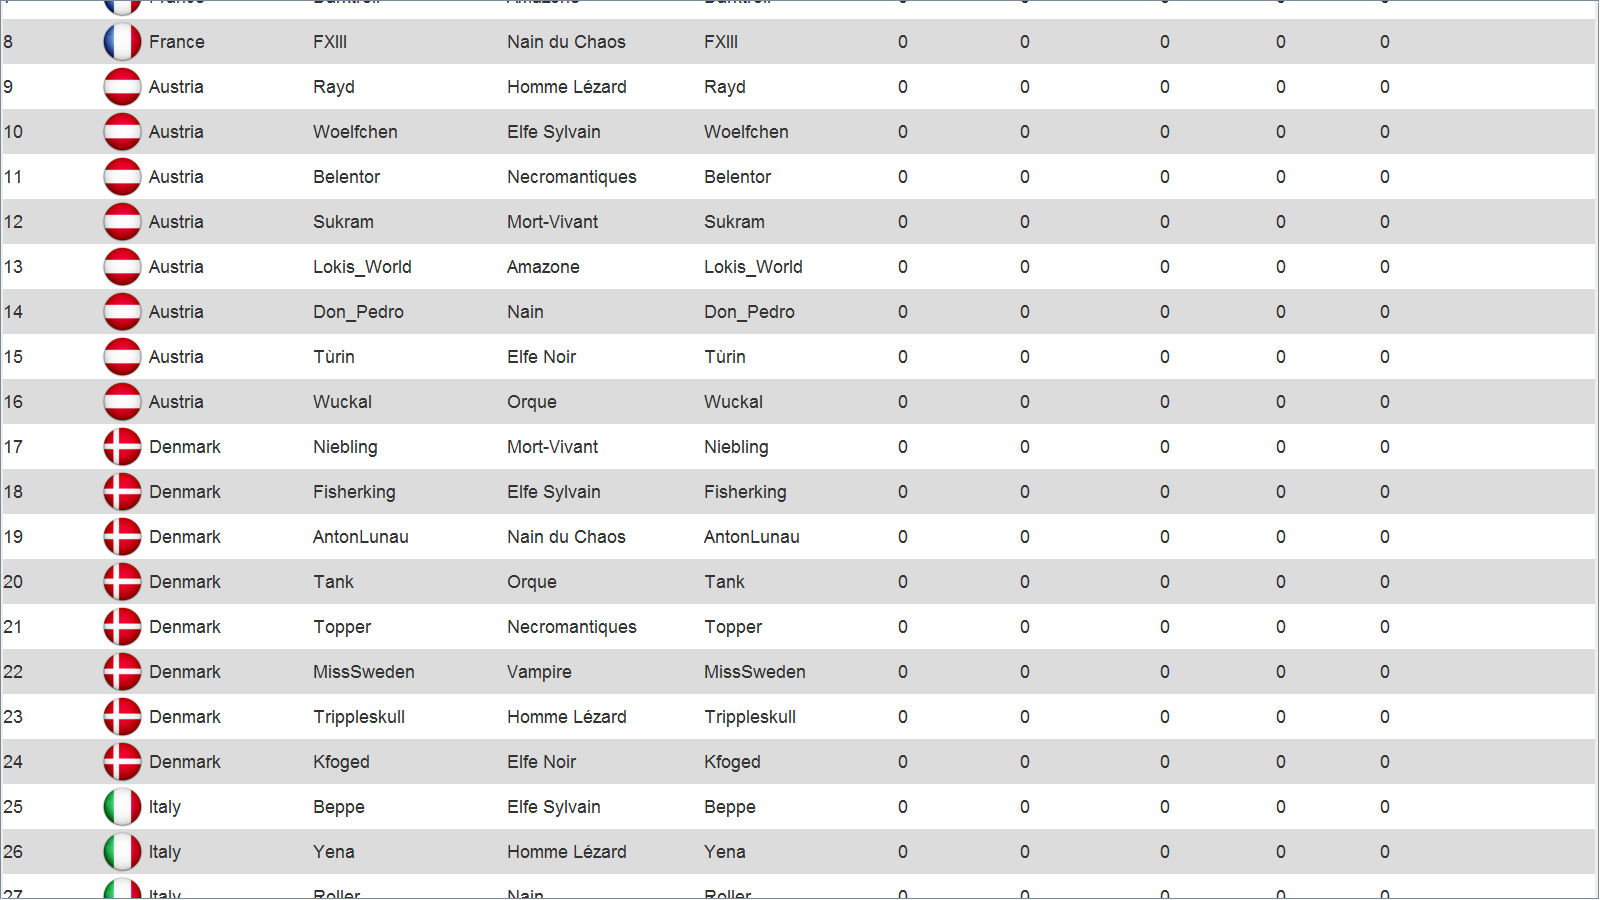 8 France FXIII Nain du Chaos FXIII 0 0 0 0 0
9 Austria Rayd Homme Lézard Rayd 0 0 0 0 0
10 Austria Woelfchen Elfe Sylvain Woelfchen 0 0 0 0 0
11 Austria Belentor Necromantiques Belentor 0 0 0 0 0
12 Austria Sukram Mort-Vivant Sukram 0 0 0 0 0
13 Austria Lokis_World Amazone Lokis_World 0 0 0 0 0
14 Austria Don_Pedro Nain Don_Pedro 0 0 0 0 0
15 Austria Tùrin Elfe Noir Tùrin 0 0 0 0 0
16 Austria Wuckal Orque Wuckal 0 0 0 0 0
17 Denmark Niebling Mort-Vivant Niebling 0 0 0 0 0
18 Denmark Fisherking Elfe Sylvain Fisherking 0 0 0 0 0
19 Denmark AntonLunau Nain du Chaos AntonLunau 0 0 0 0 0
20 Denmark Tank Orque Tank 0 0 0 0 0
21 Denmark Topper Necromantiques Topper 0 0 0 0 0
22 Denmark MissSweden Vampire MissSweden 0 0 0 0 0
23 Denmark Trippleskull Homme Lézard Trippleskull 0 0 0 0 0
24 Denmark Kfoged Elfe Noir Kfoged 0 0 0 0 0
25 Italy Beppe Elfe Sylvain Beppe 0 0 0 0 0
26 Italy Yena Homme Lézard Yena 0 0 0 0 0
27 Italy Roller Nain Roller 0 0 0 0 0